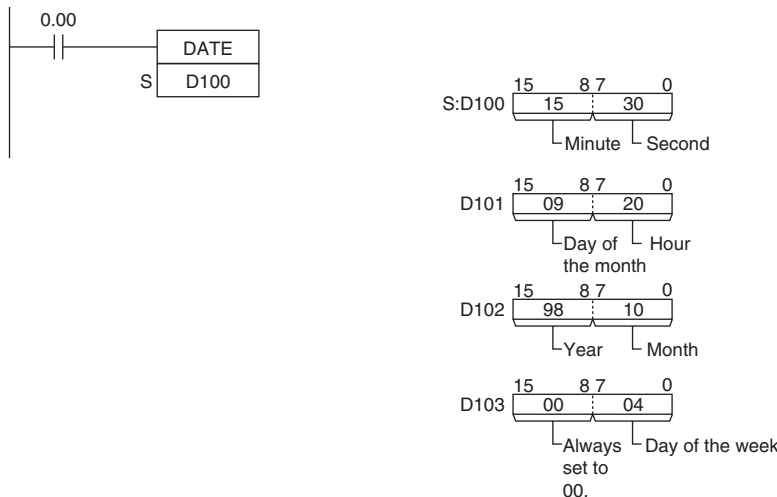 0.00
DATE
S D100
15 8 7 0
S:D100 15 30
Minute Second
15 8 7 0
D101 09 20
Day of Hour
the month
15 8 7 0
D102 98 10
Year Month
15 8 7 0
D103 00 04
Always Day of the week
set to
00.